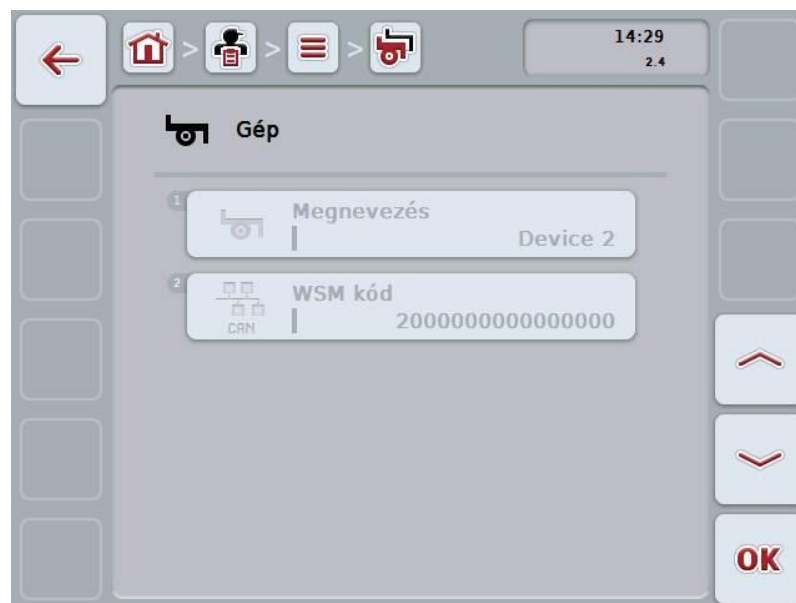 > > >
14:29
2.4
Gép
1
Megnevezés
Device 2
2
WSM kód
CAN
2000000000000000
OK